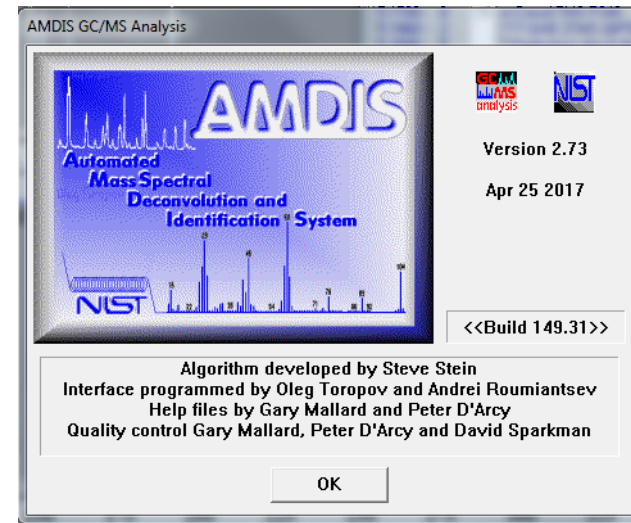 AMDIS GC/MS Analysis
AMDIS
Automated
Mass Spectral
Deconvolution and
Identification System
NIST
GC
MS
analysis
NIST
Version 2.73
Apr 25 2017
<<Build 149.31>>
Algorithm developed by Steve Stein
Interface programmed by Oleg Toropov and Andrei Roumiantsev
Help files by Gary Mallard and Peter D'Arcy
Quality control Gary Mallard, Peter D'Arcy and David Sparkman
OK